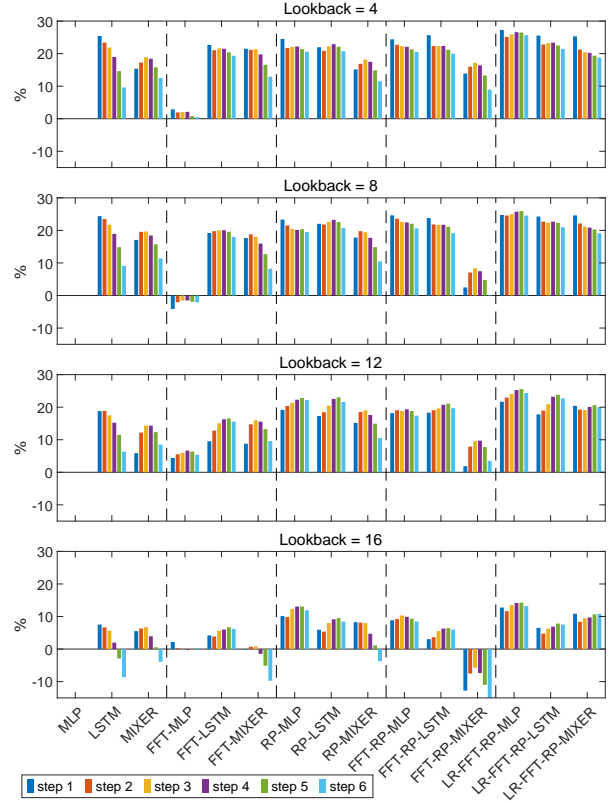 Lookback = 4
30
20
10
0
-10
%
Lookback = 8
30
20
10
0
-10
%
Lookback = 12
30
20
10
0
-10
%
Lookback = 16
30
20
10
0
-10
%
MLP
LSTM
MIXER
FFT-MLP
FFT-LSTM
FFT-MIXER
RP-MLP
RP-LSTM
RP-MIXER
FFT-RP-MLP
FFT-RP-LSTM
FFT-RP-MIXER
LR-FFT-RP-MLP
LR-FFT-RP-LSTM
LR-FFT-RP-MIXER
step 1 step 2 step 3 step 4 step 5 step 6